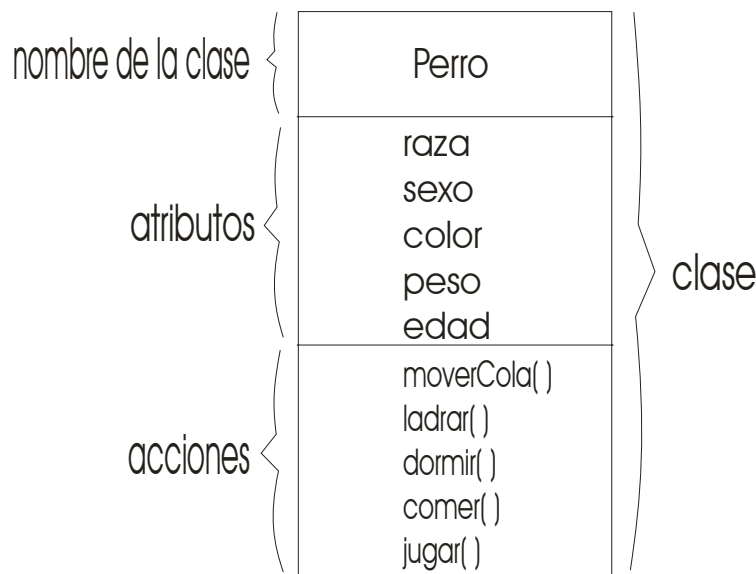 nombre de la clase
Perro
atributos
raza
sexo
color
peso
edad
clase
acciones
moverCola( )
ladrar( )
dormir( )
comer( )
jugar( )